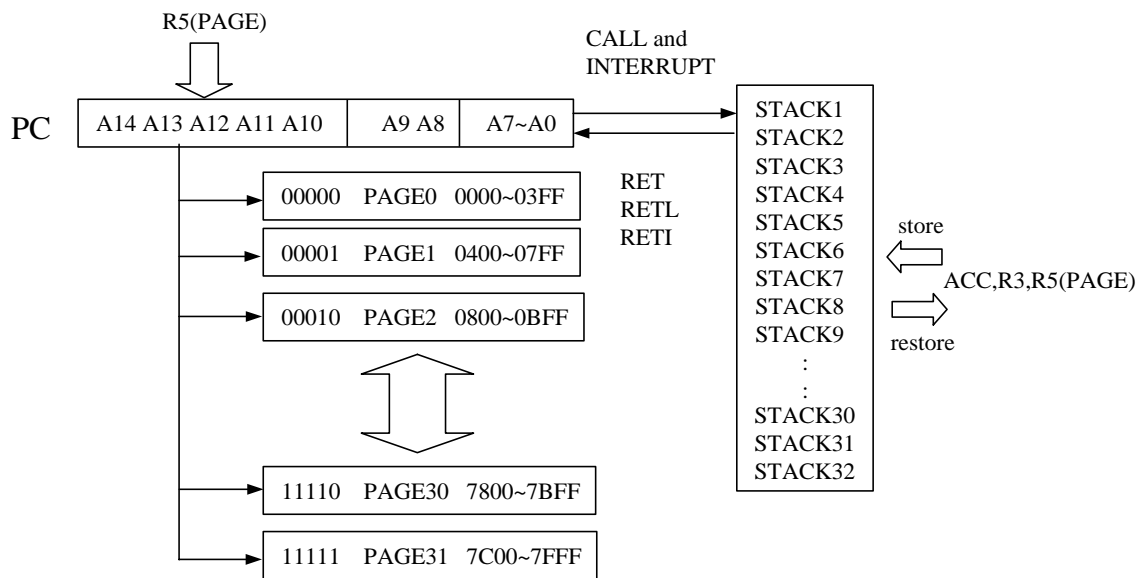 R5(PAGE)
CALL and
INTERRUPT
PC
A14 A13 A12 A11 A10
A9 A8
A7~A0
00000 PAGE0 0000~03FF
00001 PAGE1 0400~07FF
00010 PAGE2 0800~0BFF
11110 PAGE30 7800~7BFF
11111 PAGE31 7C00~7FFF
RET
RETL
RETI
STACK1
STACK2
STACK3
STACK4
STACK5
STACK6
STACK7
STACK8
STACK9
:
:
STACK30
STACK31
STACK32
store
ACC,R3,R5(PAGE)
restore